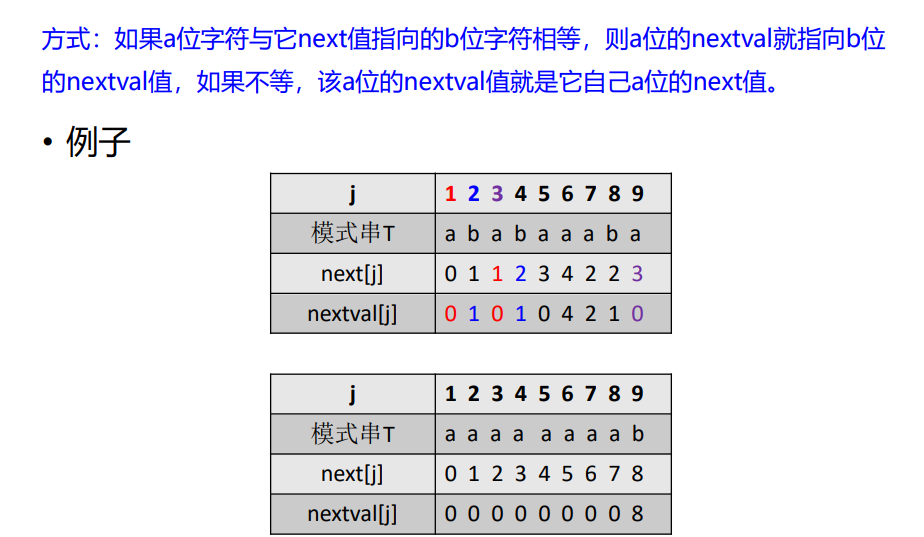 方式：如果a位字符与它next值指向的b位字符相等，则a位的nextval就指向b位
的nextval值，如果不等，该a位的nextval值就是它自己a位的next值。
• 例子
j 1 2 3 4 5 6 7 8 9
模式串T a b a b a a a b a
next[j] 0 1 1 2 3 4 2 2 3
nextval[j] 0 1 0 1 0 4 2 1 0
j 1 2 3 4 5 6 7 8 9
模式串T a a a a a a a a b
next[j] 0 1 2 3 4 5 6 7 8
nextval[j] 0 0 0 0 0 0 0 0 8